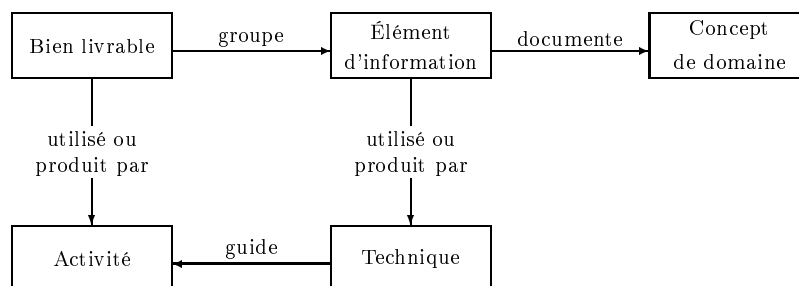 Bien livrable
groupe
Élément
d'information
documente
Concept
de domaine
utilisé ou
produit par
utilisé ou
produit par
Activité
guide
Technique